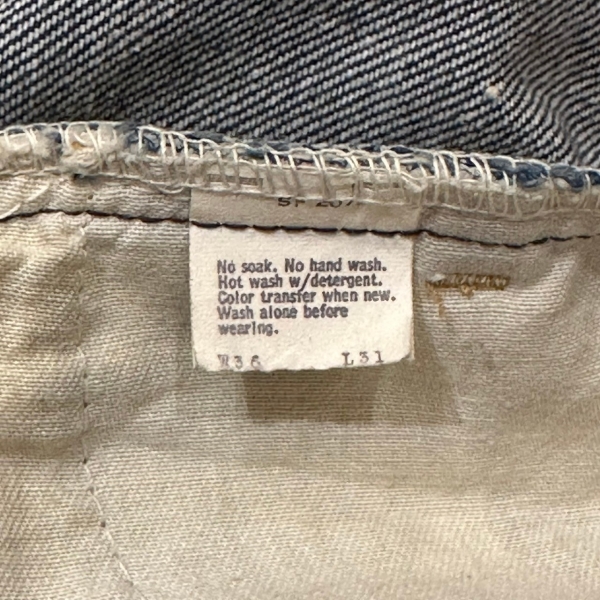 No soak. No hand wash.
Hot wash w/detergent.
Color transfer when new.
Wash alone before
wearing.
W36 L31